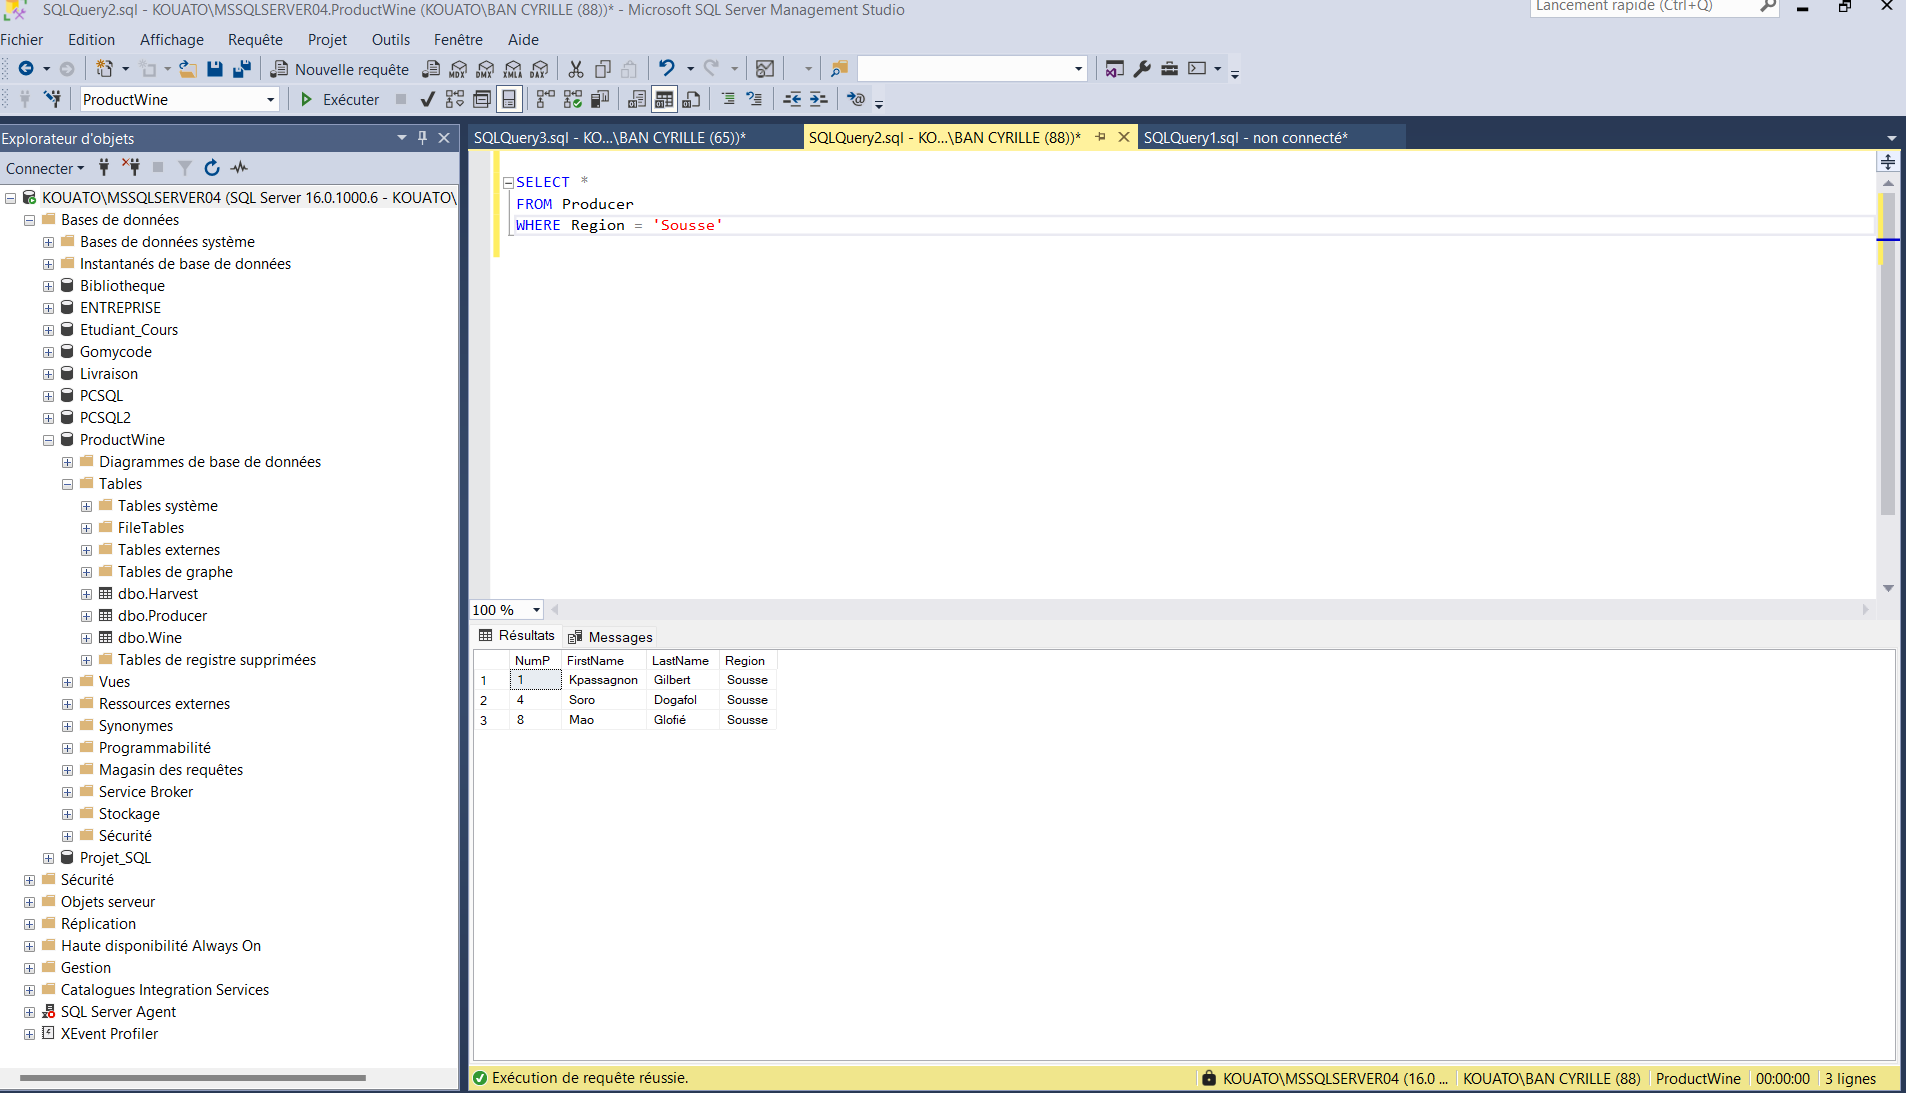 SQLQuery2.sql - KOUATO\MSSQLSERVER04.ProductWine (KOUATO\BAN CYRILLE (88))* - Microsoft SQL Server Management Studio
Lancement rapide (Ctrl+Q)
Fichier Edition Affichage Requête Projet Outils Fenêtre Aide
Nouvelle requête MDX DMX XMLA DAX
ProductWine Exécuter
Explorateur d'objets
SQLQuery3.sql - KO...\BAN CYRILLE (65))* SQLQuery2.sql - KO...\BAN CYRILLE (88))* SQLQuery1.sql - non connecté*
Connecter
KOUATO\MSSQLSERVER04 (SQL Server 16.0.1000.6 - KOUATO\
Bases de données
Bases de données système
Instantanés de base de données
Bibliotheque
ENTREPRISE
Etudiant_Cours
Gomycode
Livraison
PCSQL
PCSQL2
ProductWine
Diagrammes de base de données
Tables
Tables système
FileTables
Tables externes
Tables de graphe
dbo.Harvest
dbo.Producer
dbo.Wine
Tables de registre supprimées
Vues
Ressources externes
Synonymes
Programmabilité
Magasin des requêtes
Service Broker
Stockage
Sécurité
Projet_SQL
Sécurité
Objets serveur
Réplication
Haute disponibilité Always On
Gestion
Catalogues Integration Services
SQL Server Agent
XEvent Profiler
SELECT *
FROM Producer
WHERE Region = 'Sousse'
100 %
Résultats Messages
NumP FirstName LastName Region
1 1 Kpassagnon Gilbert Sousse
2 4 Soro Dogafol Sousse
3 8 Mao Glofié Sousse
Exécution de requête réussie. KOUATO\MSSQLSERVER04 (16.0 ... KOUATO\BAN CYRILLE (88) ProductWine 00:00:00 3 lignes